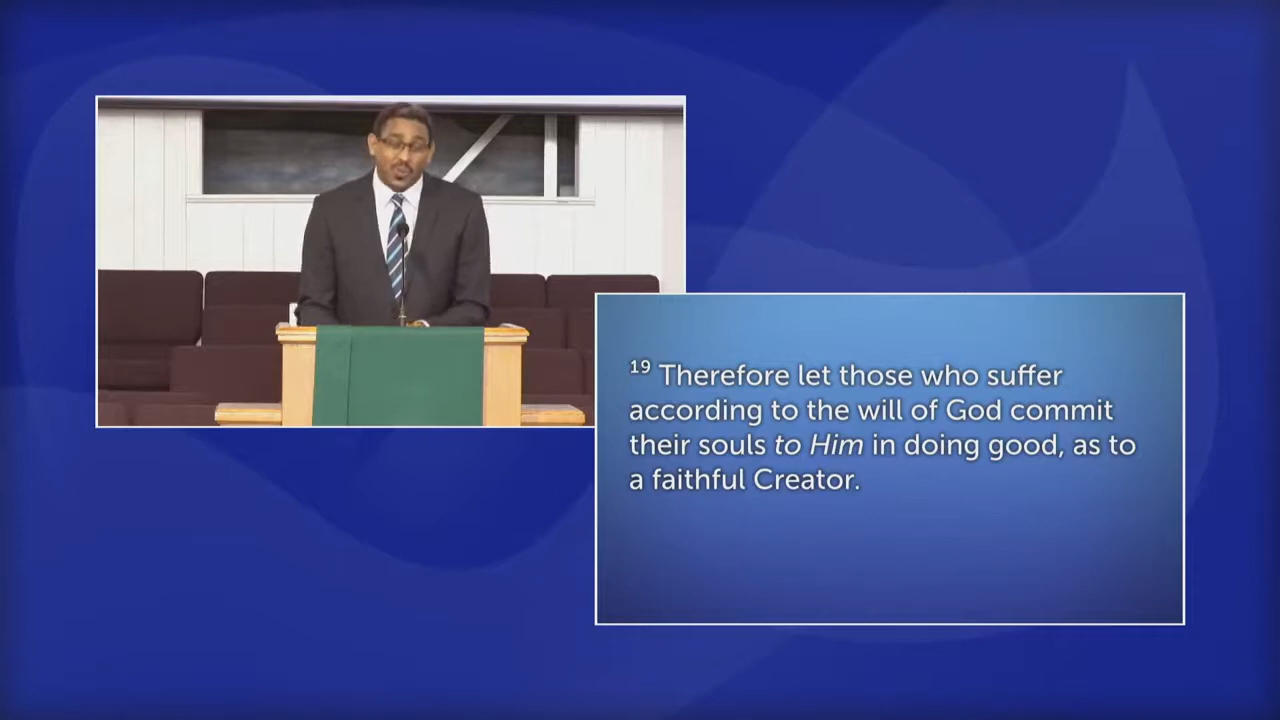 19 Therefore let those who suffer
according to the will of God commit
their souls to Him in doing good, as to
a faithful Creator.